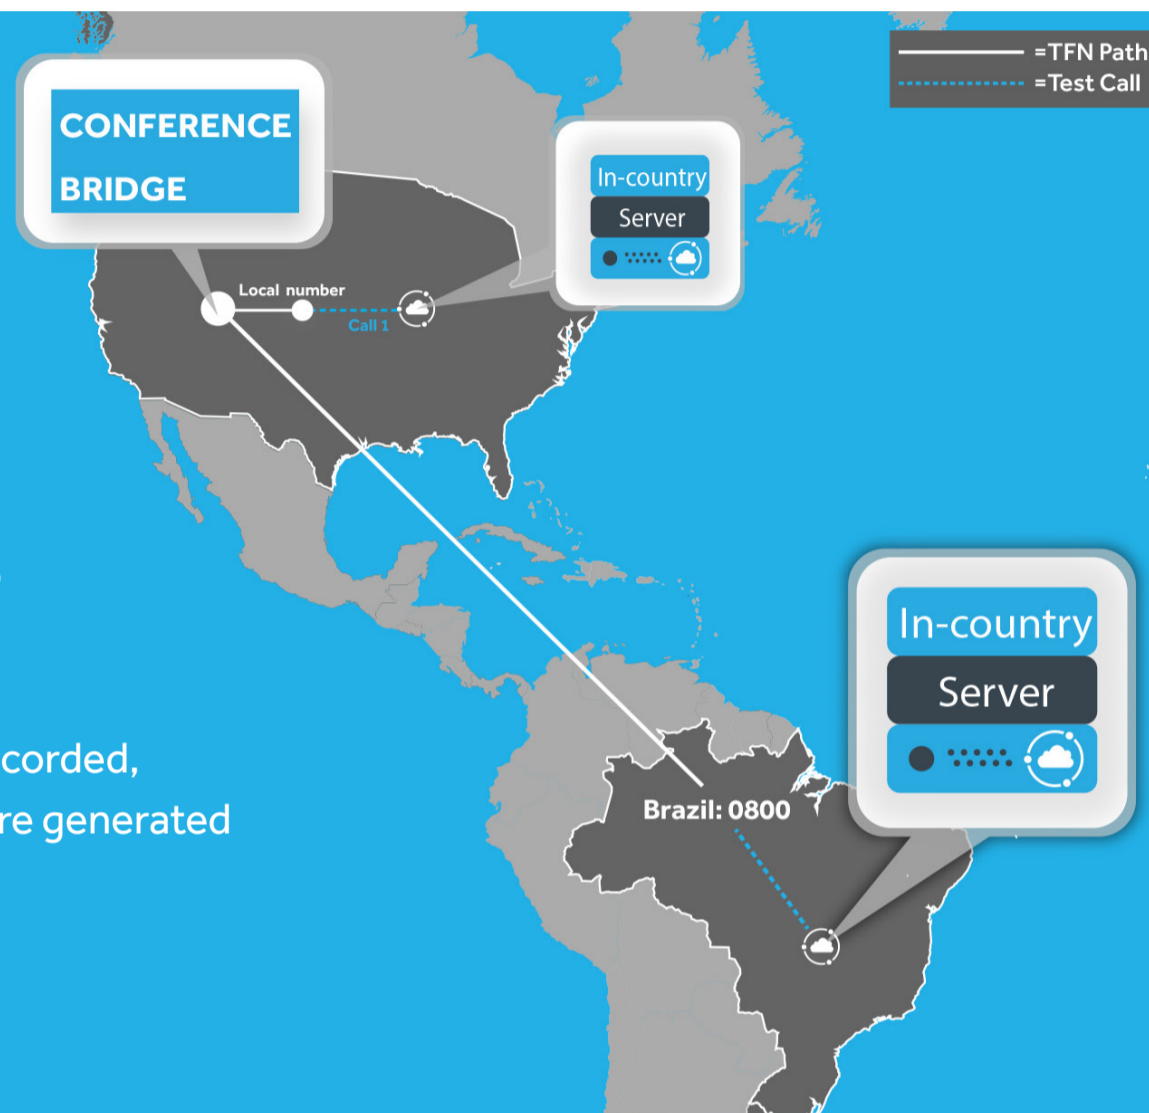 =TFN Path
=Test Call
CONFERENCE
BRIDGE
In-country
Server
Local number
Call 1
In-country
Server
corded,
re generated
Brazil: 0800